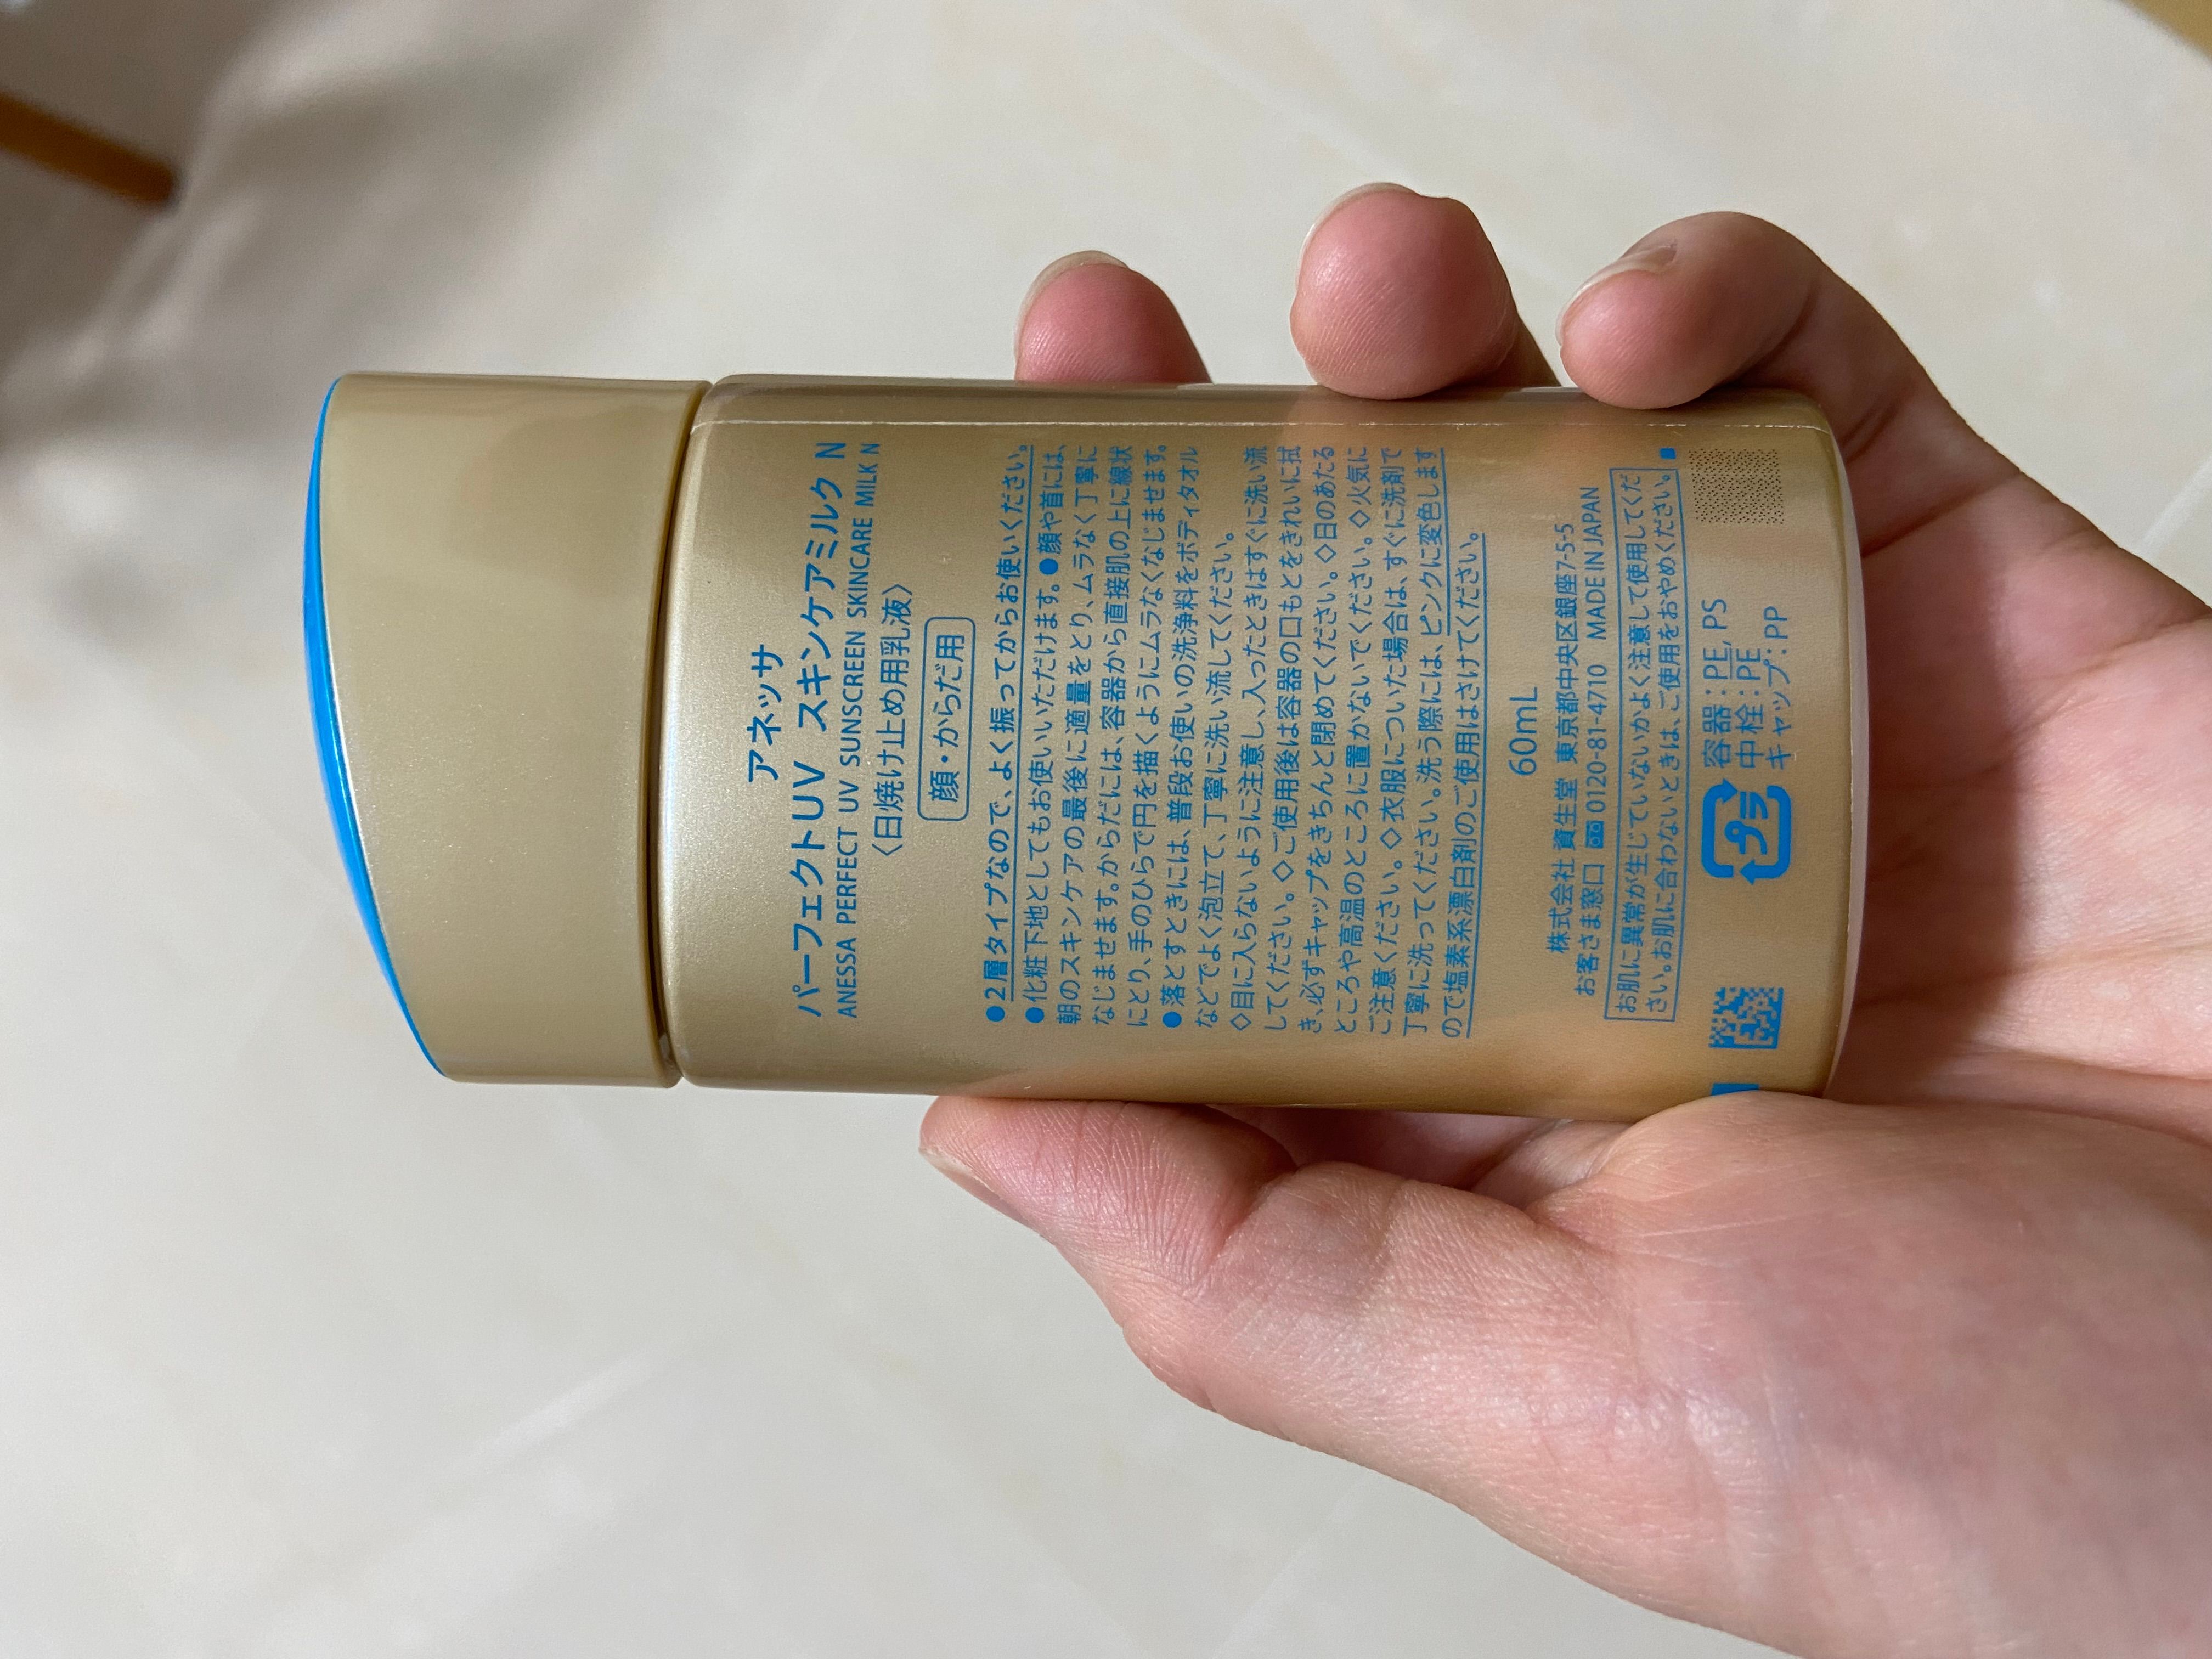 アネッサ
パーフェクトUV スキンケアミルク N
ANESSA PERFECT UV SUNSCREEN SKINCARE MILK N
〈日焼け止め用乳液〉
顔・からだ用
●2層タイプなので、よく振ってからお使いください。
●化粧下地としてもお使いいただけます。●顔や首には、
朝のスキンケアの最後に適量をとり、ムラなく丁寧に
なじませます。からだには、容器から直接肌の上に線状
にとり、手のひらで円を描くようにムラなくなじませます。
●落とすときには、普段お使いの洗浄料をボディタオル
などでよく泡立て、丁寧に洗い流してください。
◇目に入らないように注意し、入ったときはすぐに洗い流
してください。◇ご使用後は容器の口もとをきれいに拭
き、必ずキャップをきちんと閉めてください。◇日のあたる
ところや高温のところに置かないでください。◇火気に
ご注意ください。◇衣服についた場合は、すぐに洗剤で
丁寧に洗ってください。洗う際には、ピンクに変色します
ので塩素系漂白剤のご使用はさけてください。
60mL
株式会社 資生堂 東京都中央区銀座7-5-5
お客さま窓口 0120-81-4710 MADE IN JAPAN
お肌に異常が生じていないかよく注意して使用してくだ
さい。お肌に合わないときは、ご使用をおやめください。
プラ 容器:PE, PS
中栓:PE
キャップ:PP